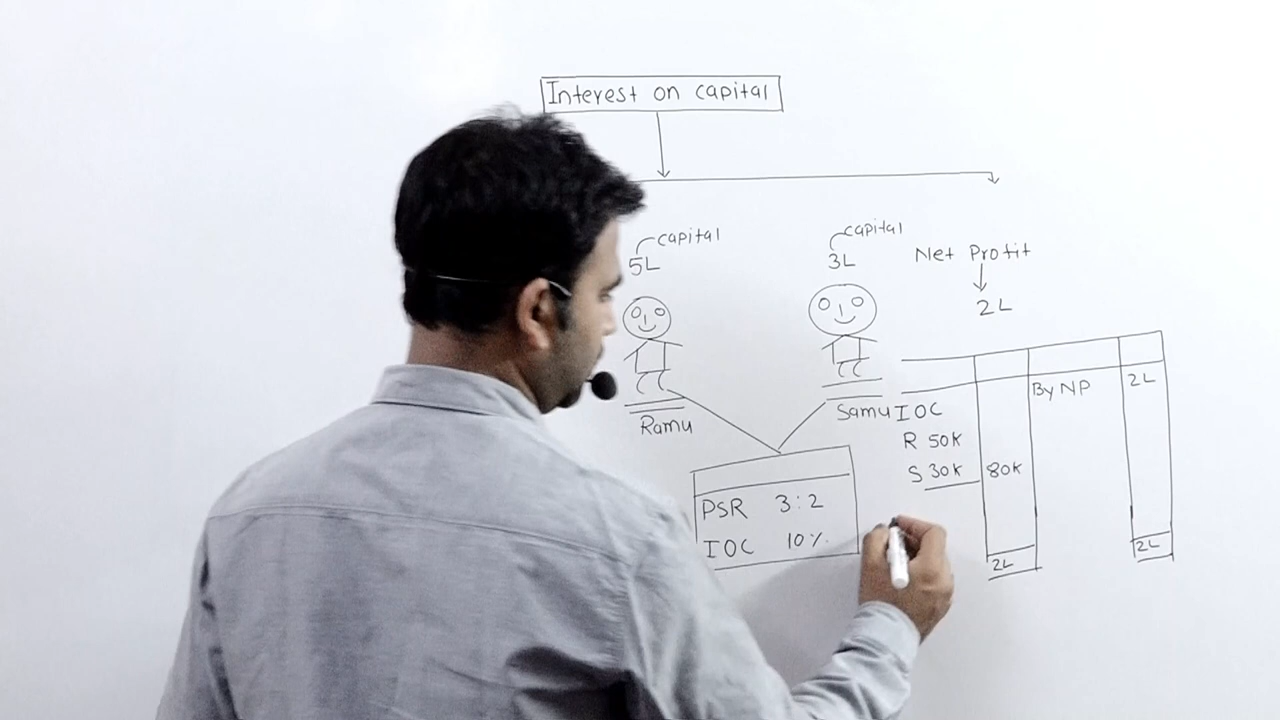 Interest on capital
capital
5L
capital
3L
Net Profit
2L
Ramu
Samu
PSR 3:2
IOC 10%
By NP 2L
IOC
R 50K
S 30K 80K
2L 2L